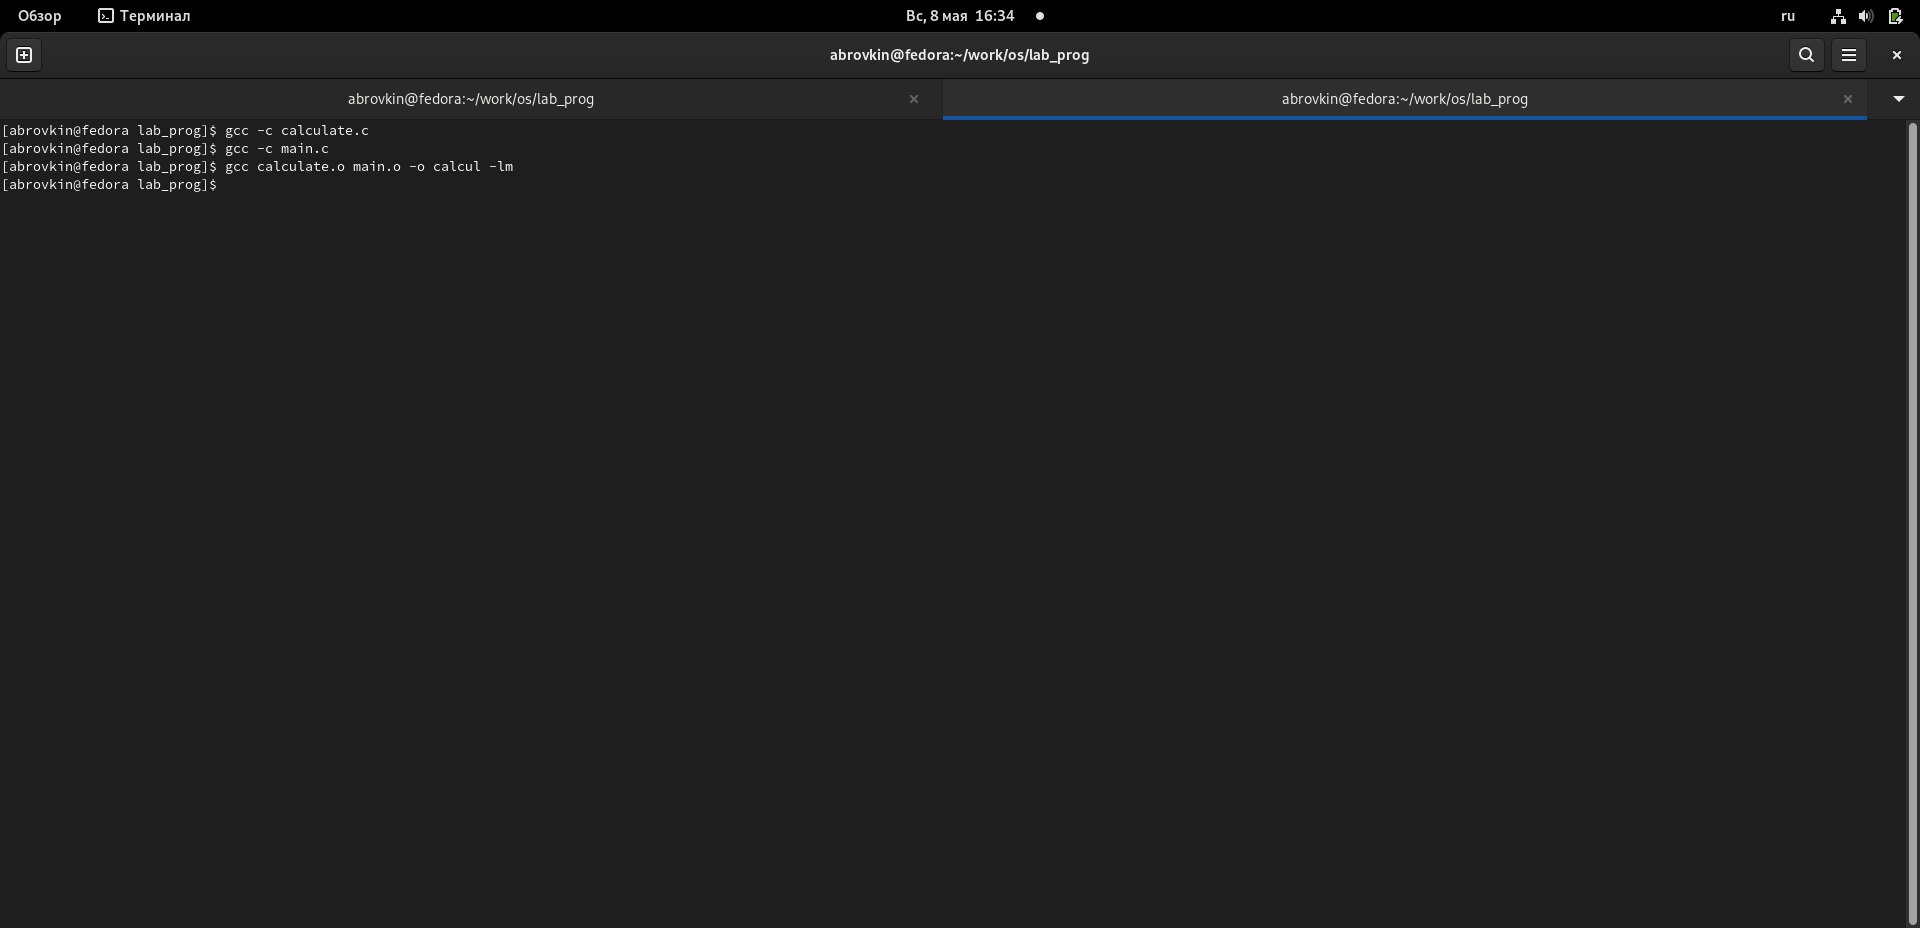 Обзор Терминал Вс, 8 мая 16:34 ru
abrovkin@fedora:~/work/os/lab_prog
abrovkin@fedora:~/work/os/lab_prog abrovkin@fedora:~/work/os/lab_prog
[abrovkin@fedora lab_prog]$ gcc -c calculate.c
[abrovkin@fedora lab_prog]$ gcc -c main.c
[abrovkin@fedora lab_prog]$ gcc calculate.o main.o -o calcul -lm
[abrovkin@fedora lab_prog]$